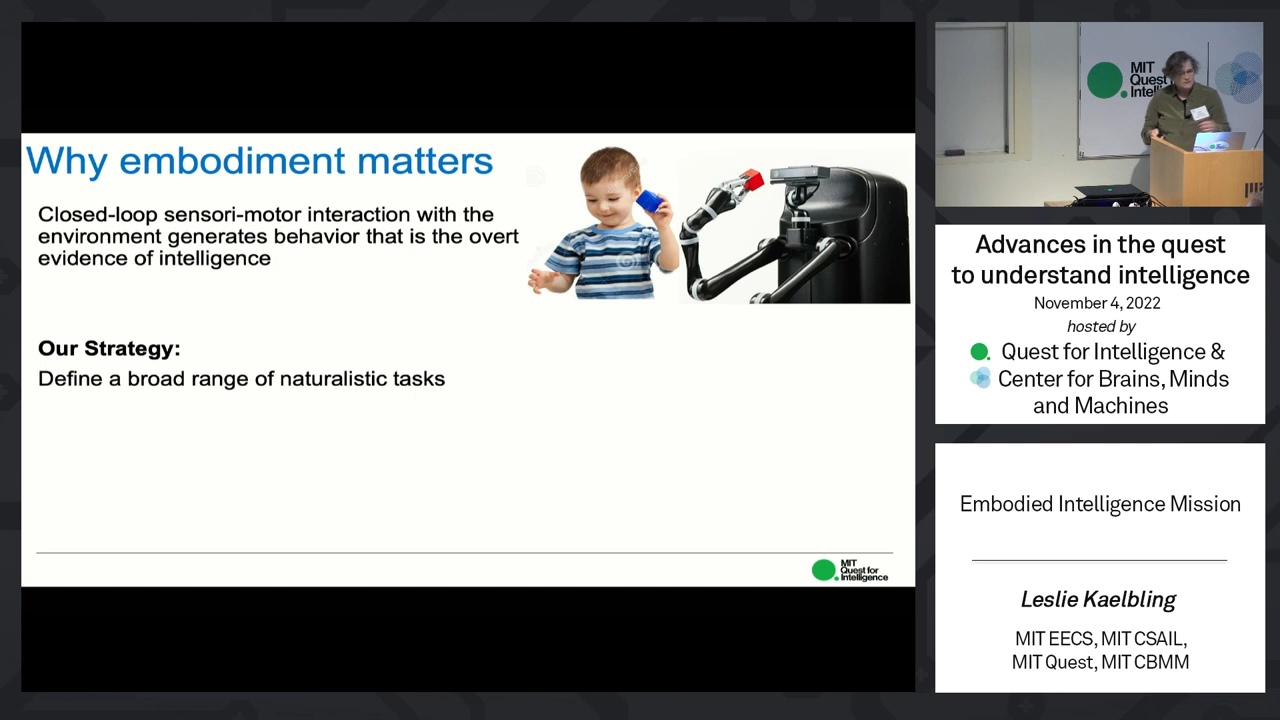 Why embodiment matters
Closed-loop sensori-motor interaction with the
environment generates behavior that is the overt
evidence of intelligence
Our Strategy:
Define a broad range of naturalistic tasks
MIT
Quest for
Intelligence
MIT
Quest
Advances in the quest
to understand intelligence
November 4, 2022
hosted by
Quest for Intelligence &
Center for Brains, Minds
and Machines
Embodied Intelligence Mission
Leslie Kaelbling
MIT EECS, MIT CSAIL,
MIT Quest, MIT CBMM